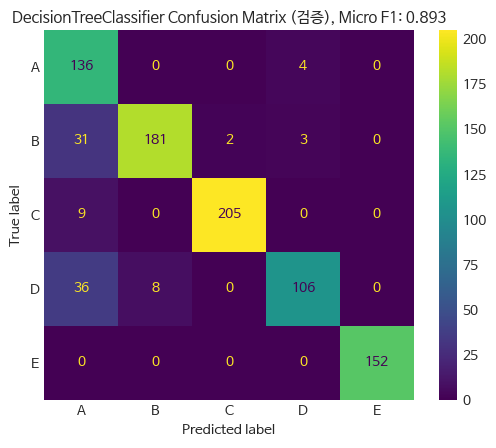 DecisionTreeClassifier Confusion Matrix (검증), Micro F1: 0.893
A 136 0 0 4 0
B 31 181 2 3 0
C 9 0 205 0 0
D 36 8 0 106 0
E 0 0 0 0 152
A B C D E
Predicted label
True label
200
175
150
125
100
75
50
25
0